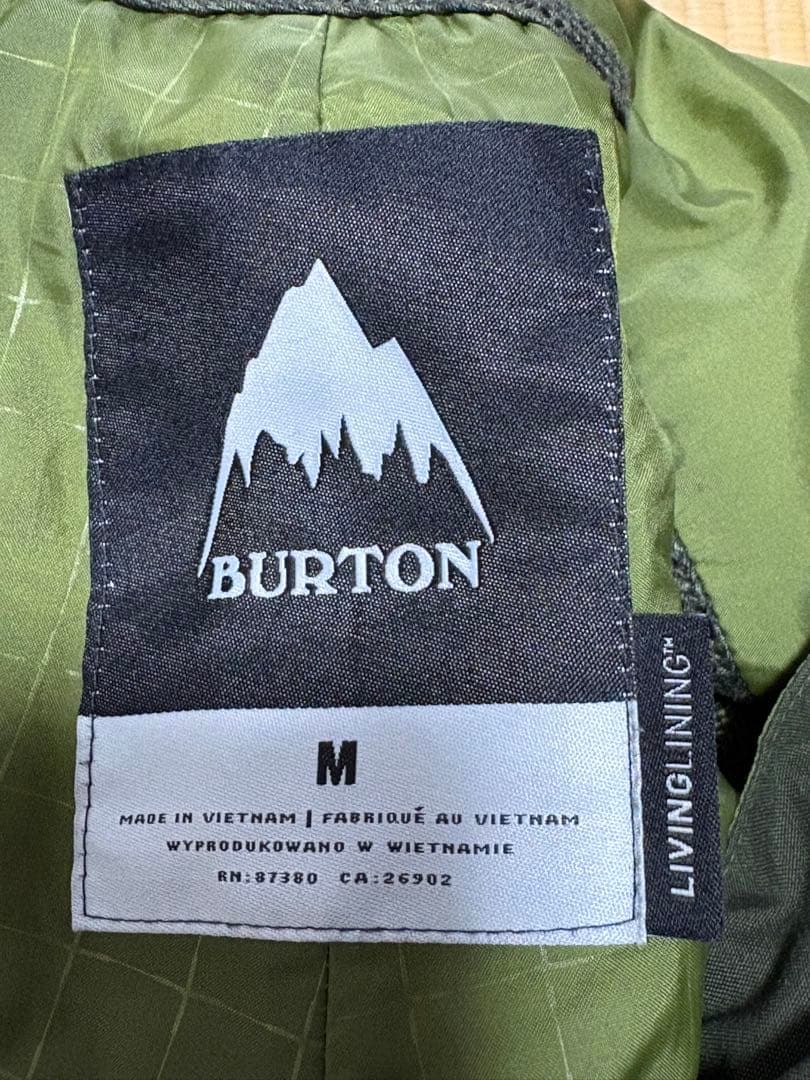 BURTON
M
MADE IN VIETNAM | FABRIQUÉ AU VIETNAM
WYPRODUKOWANO W WIETNAMIE
RN:87380 CA:26902
LIVINGLINING™